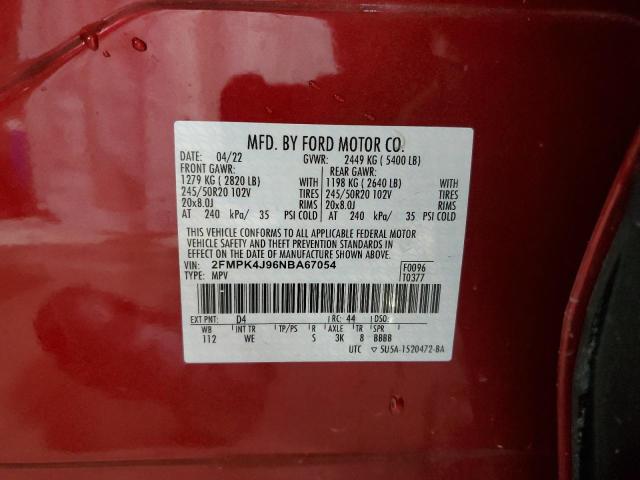 MFD. BY FORD MOTOR CO.
DATE: 04/22 GVWR: 2449 KG ( 5400 LB)
FRONT GAWR: REAR GAWR:
1279 KG ( 2820 LB) WITH 1198 KG ( 2640 LB) WITH
245/50R20 102V TIRES 245/50R20 102V TIRES
20x8.0J RIMS 20x8.0J RIMS
AT 240 kPa/ 35 PSI COLD AT 240 kPa/ 35 PSI COLD
THIS VEHICLE CONFORMS TO ALL APPLICABLE FEDERAL MOTOR
VEHICLE SAFETY AND THEFT PREVENTION STANDARDS IN
EFFECT ON THE DATE OF MANUFACTURE SHOWN ABOVE.
VIN: 2FMPK4J96NBA67054 F0096
TYPE: MPV T0377
EXT PNT: D4 RC: 44 DSO:
WB INT TR TP/PS R AXLE TR SPR
112 WE S 3K 8 BBBB
UTC ▽ 5U5A-1520472-BA